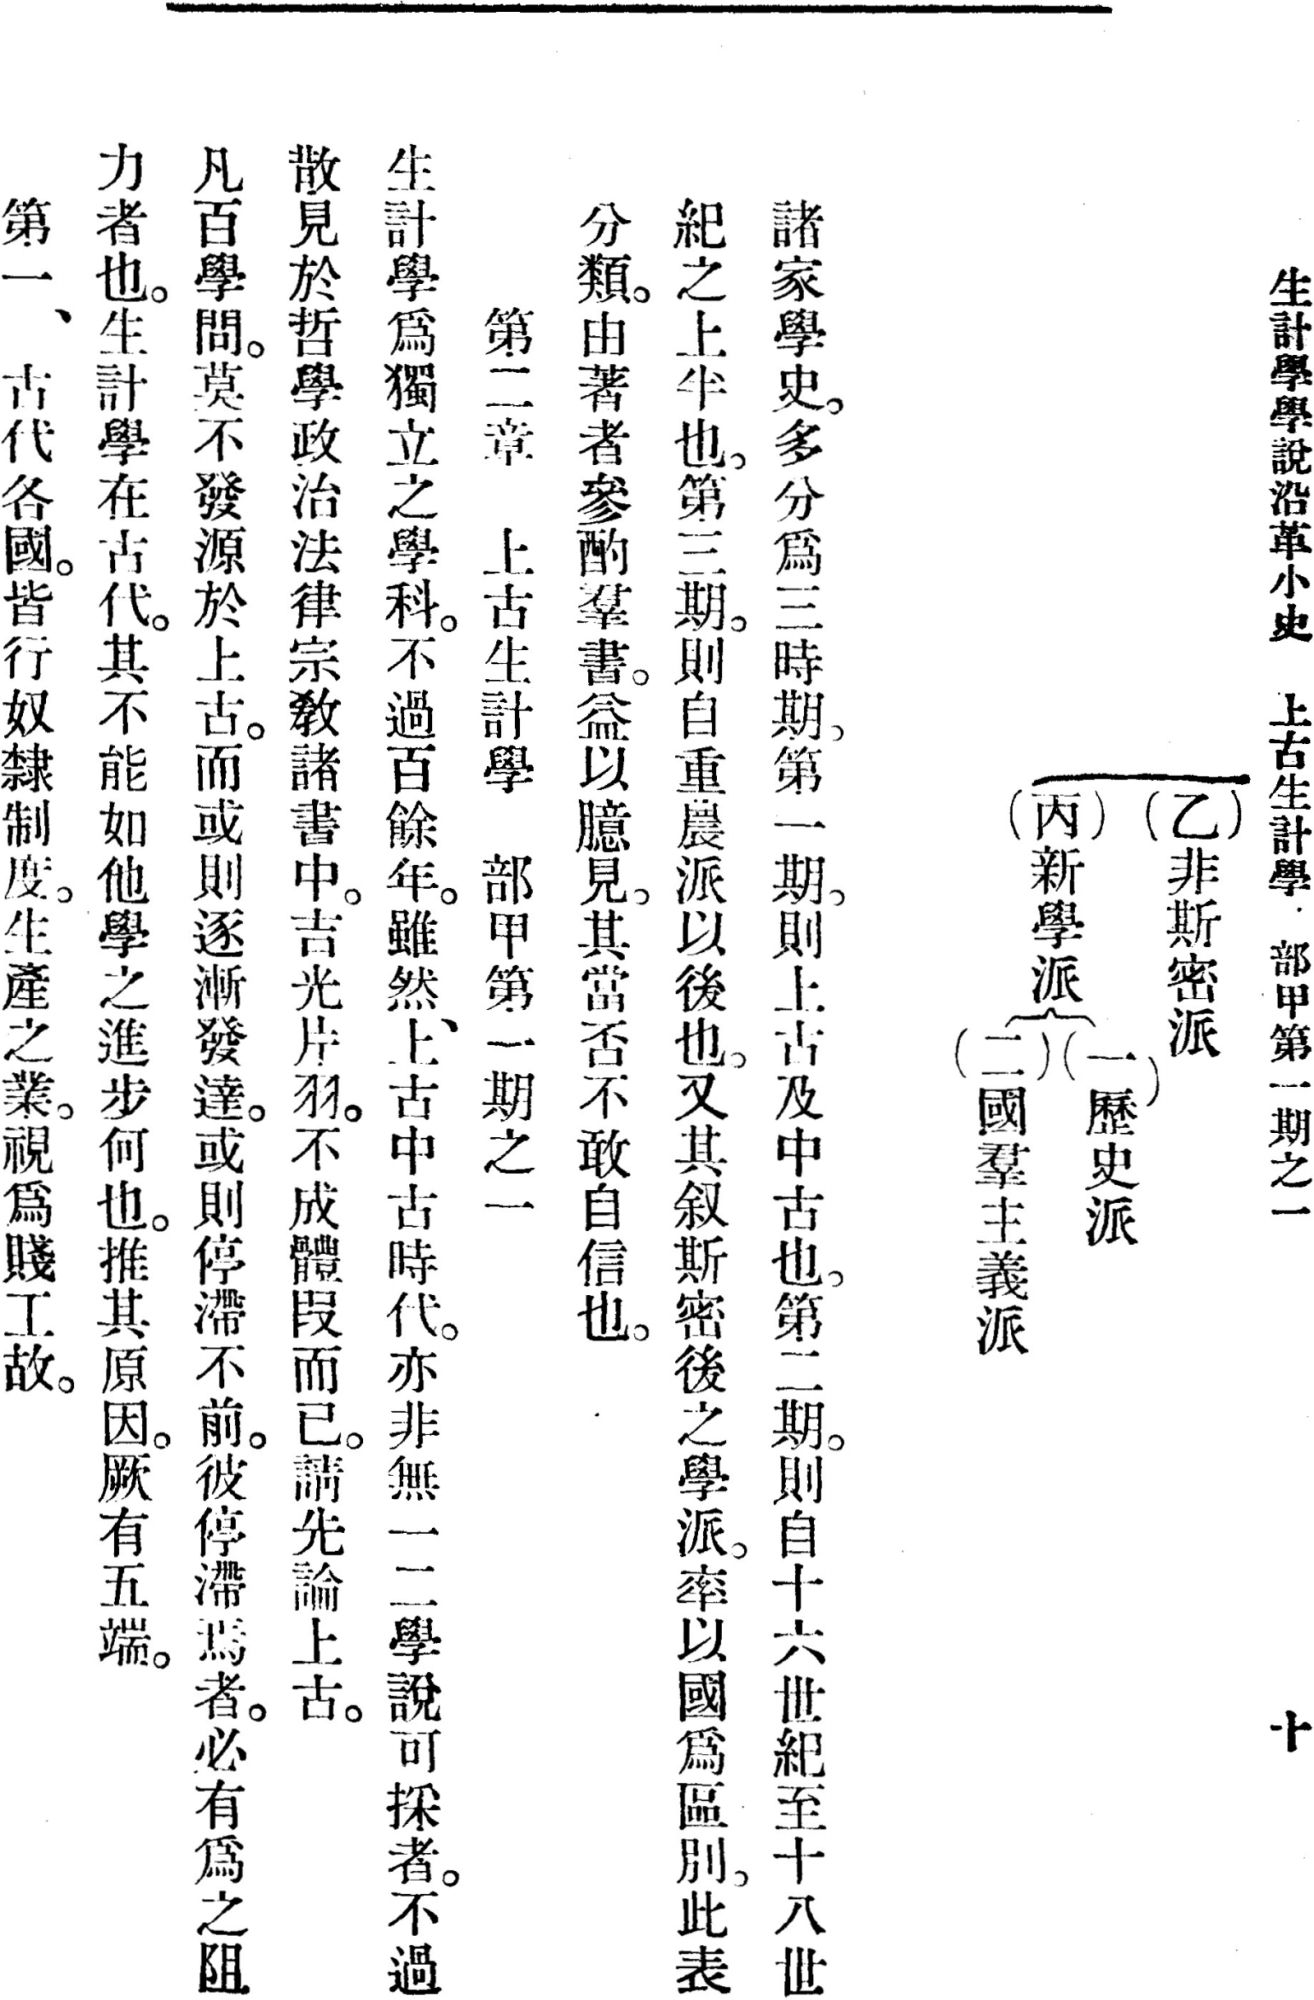 生計學學說沿革小史　上古生計學　部甲第一期之一　十
（乙）非斯密派
（丙）新學派
（一）歷史派
（二）國羣主義派
諸家學史。多分爲三時期。第一期。則上古及中古也。第二期。則自十六世紀至十八世
紀之上半也。第三期。則自重農派以後也。又其叙斯密後之學派。率以國爲區別。此表
分類。由著者參酌羣書。益以臆見。其當否不敢自信也。
第二章　上古生計學　部甲第一期之一
生計學爲獨立之學科。不過百餘年。雖然、上古中古時代。亦非無一二學說可採者。不過
散見於哲學政治法律宗敎諸書中。吉光片羽。不成體段而已。請先論上古。
凡百學問。莫不發源於上古。而或則逐漸發達。或則停滯不前。彼停滯焉者。必有爲之阻
力者也。生計學在古代。其不能如他學之進步何也。推其原因。厥有五端。
第一、　古代各國。皆行奴隸制度。生產之業。視爲賤工故。